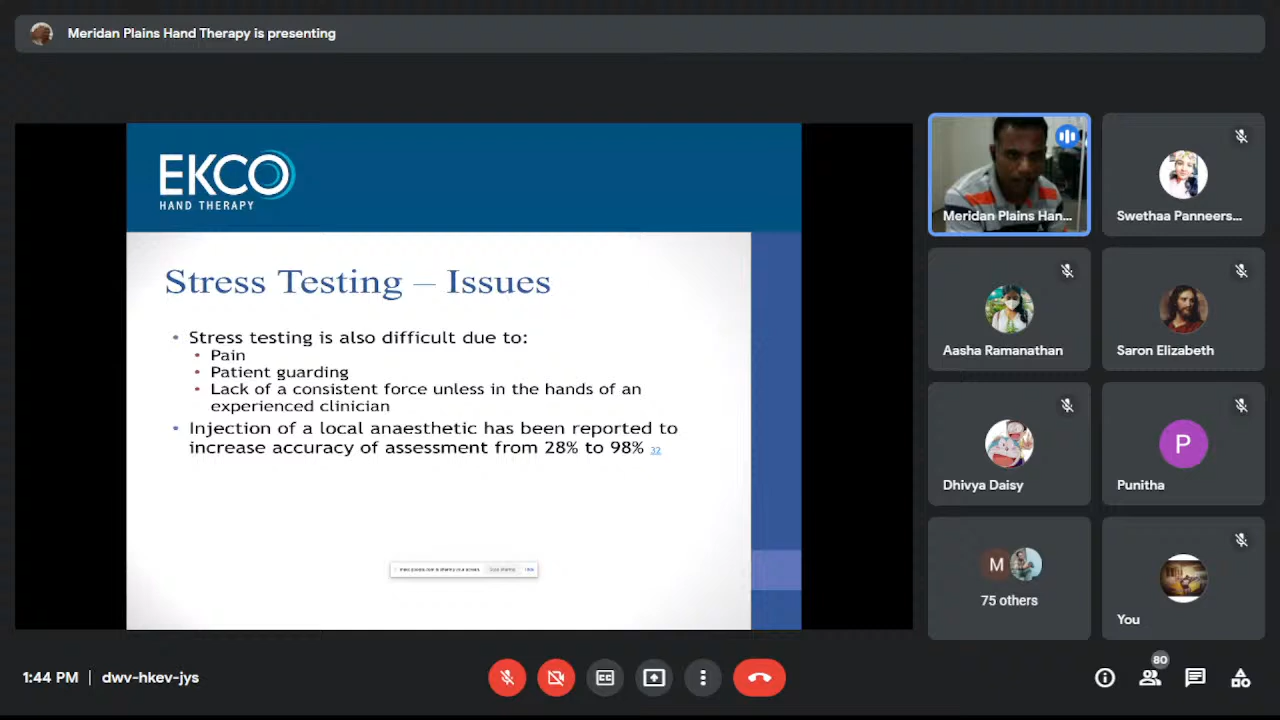 Meridan Plains Hand Therapy is presenting
EKCO
HAND THERAPY
Stress Testing – Issues
• Stress testing is also difficult due to:
• Pain
• Patient guarding
• Lack of a consistent force unless in the hands of an
experienced clinician
• Injection of a local anaesthetic has been reported to
increase accuracy of assessment from 28% to 98% 32
Meridan Plains Han...
Swethaa Panneers...
Aasha Ramanathan
Saron Elizabeth
Dhivya Daisy
P
Punitha
M
75 others
You
1:44 PM | dwv-hkev-jys
CC
80